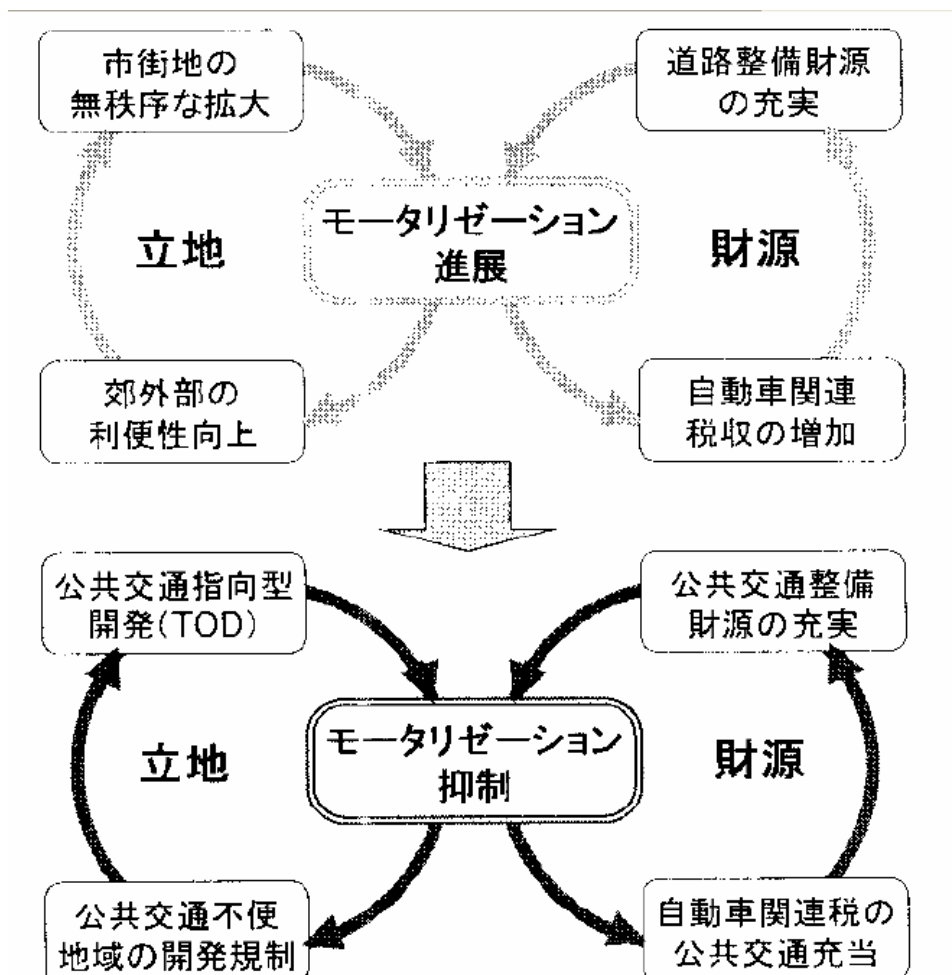 市街地の
無秩序な拡大
道路整備財源
の充実
モータリゼーション
進展
立地
財源
郊外部の
利便性向上
自動車関連
税収の増加
公共交通指向型
開発(TOD)
公共交通整備
財源の充実
モータリゼーション
抑制
立地
財源
公共交通不便
地域の開発規制
自動車関連税の
公共交通充当